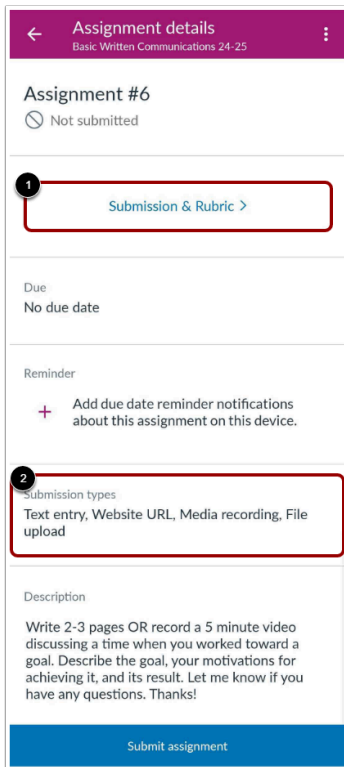 Assignment details
Basic Written Communications 24-25
Assignment #6
Not submitted
1
Submission & Rubric >
Due
No due date
Reminder
+ Add due date reminder notifications
about this assignment on this device.
2
Submission types
Text entry, Website URL, Media recording, File
upload
Description
Write 2-3 pages OR record a 5 minute video
discussing a time when you worked toward a
goal. Describe the goal, your motivations for
achieving it, and its result. Let me know if you
have any questions. Thanks!
Submit assignment